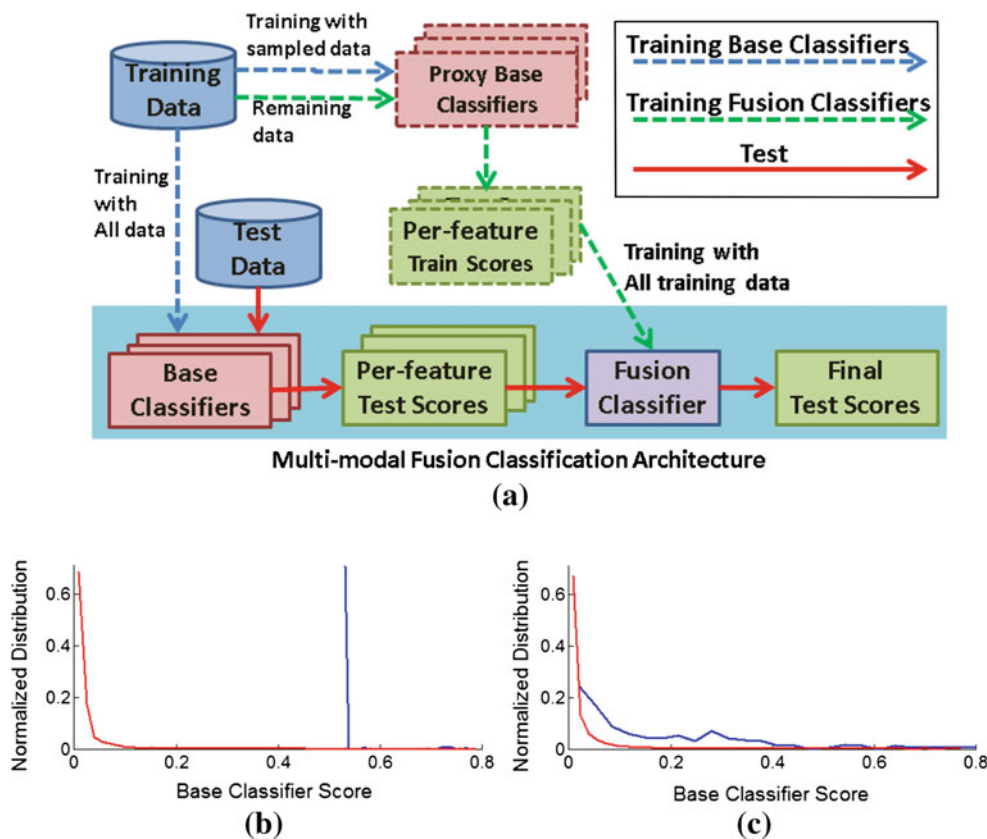 Training with
sampled data
Training
Data
Remaining
data
Proxy Base
Classifiers
Training Base Classifiers
Training Fusion Classifiers
Test
Training
with
All data
Test
Data
Per-feature
Train Scores
Training with
All training data
Base
Classifiers
Per-feature
Test Scores
Fusion
Classifier
Final
Test Scores
Multi-modal Fusion Classification Architecture
(a)
Normalized Distribution
0.6
0.4
0.2
0
0 0.2 0.4 0.6 0.8
Base Classifier Score
(b)
Normalized Distribution
0.6
0.4
0.2
0
0 0.2 0.4 0.6 0.8
Base Classifier Score
(c)